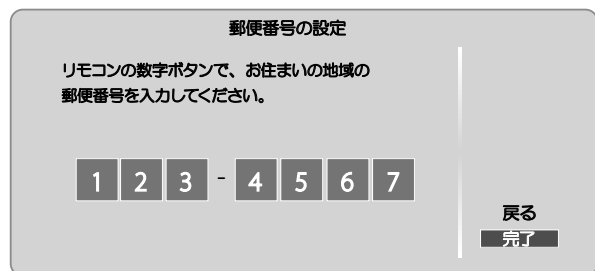 郵便番号の設定
リモコンの数字ボタンで、お住まいの地域の
郵便番号を入力してください。
1 2 3 - 4 5 6 7
戻る
完了